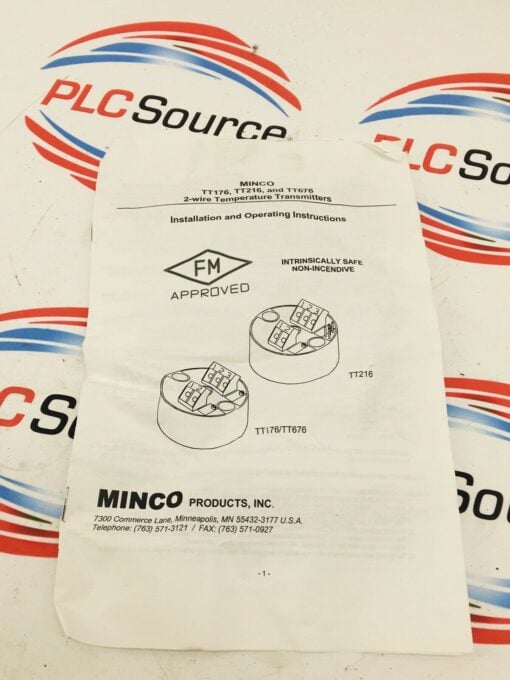 PLCSource
PLCSource
PLCSo
PLCSource
MINCO
TT176, TT216, and TT676
2-wire Temperature Transmitters
Installation and Operating Instructions
FM
APPROVED
INTRINSICALLY SAFE
NON-INCENDIVE
TT216
TT176/TT676
MINCO PRODUCTS, INC.
7300 Commerce Lane, Minneapolis, MN 55432-3177 U.S.A.
Telephone: (763) 571-3121 / FAX: (763) 571-0927
- 1 -